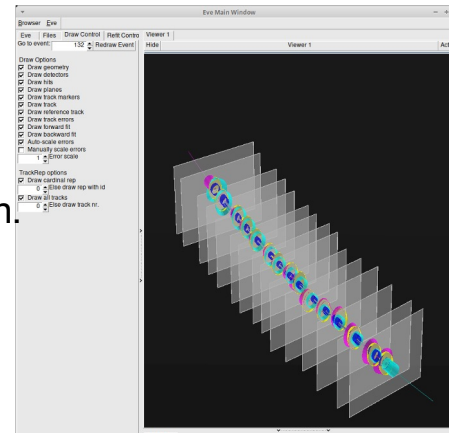 Eve Main Window
Browser Eve
Eve Files Draw Control Refit Contro
Viewer 1
Go to event: 132 Redraw Event
Hide Viewer 1 Act
Draw Options
Draw geometry
Draw detectors
Draw hits
Draw planes
Draw track markers
Draw track
Draw reference track
Draw track errors
Draw forward fit
Draw backward fit
Auto-scale errors
Manually scale errors
1 Error scale
TrackRep options
Draw cardinal rep
0 Else draw rep with id
Draw all tracks
0 Else draw track nr.